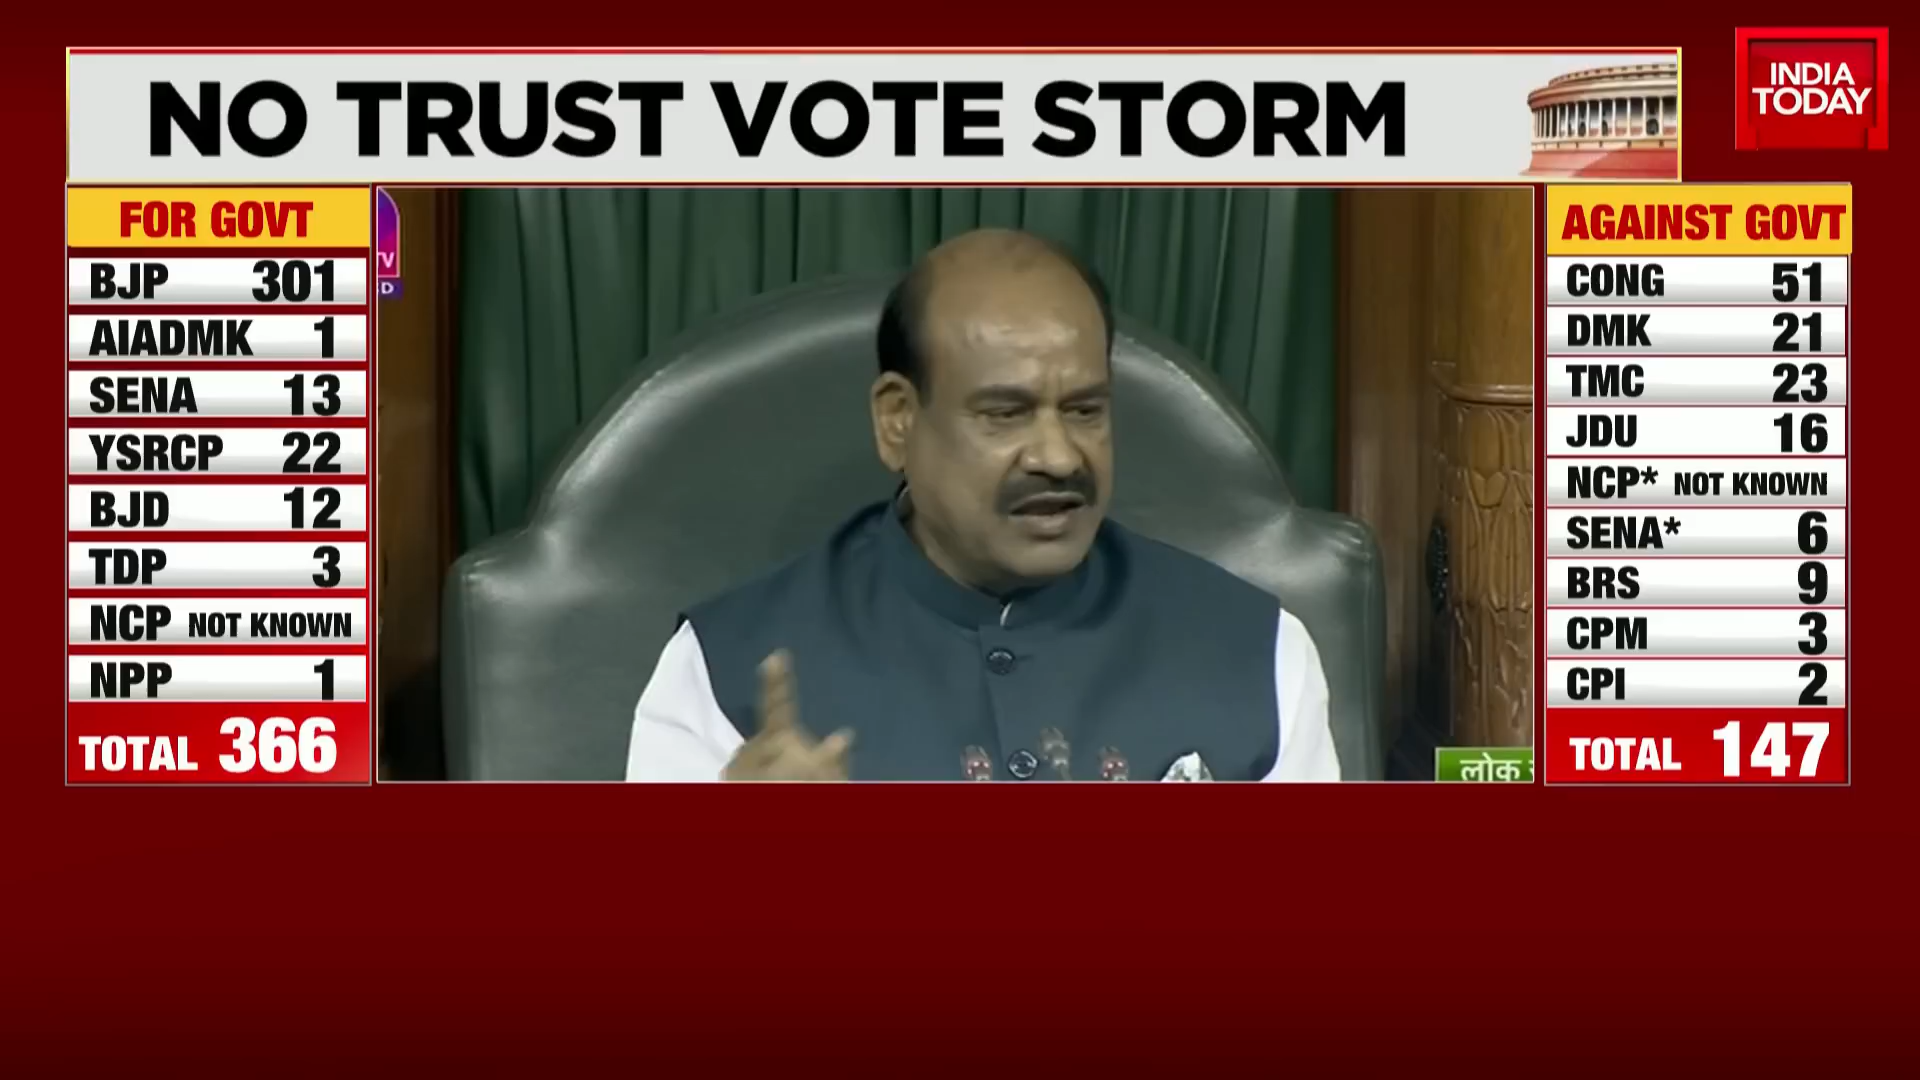 NO TRUST VOTE STORM
INDIA
TODAY
FOR GOVT
BJP 301
AIADMK 1
SENA 13
YSRCP 22
BJD 12
TDP 3
NCP NOT KNOWN
NPP 1
TOTAL 366
TV
D
लोक
AGAINST GOVT
CONG 51
DMK 21
TMC 23
JDU 16
NCP* NOT KNOWN
SENA* 6
BRS 9
CPM 3
CPI 2
TOTAL 147